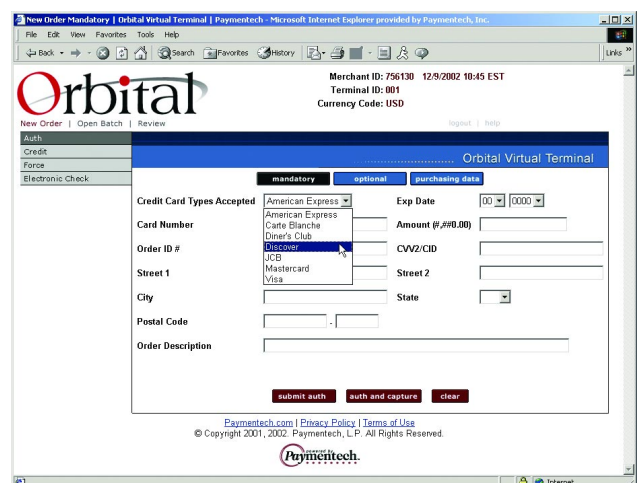 New Order Mandatory | Orbital Virtual Terminal | Paymentech - Microsoft Internet Explorer provided by Paymentech, Inc.
File Edit View Favorites Tools Help
Back Search Favorites History Links »
Orbital
Merchant ID: 756130 12/9/2002 10:45 EST
Terminal ID: 001
Currency Code: USD
New Order | Open Batch | Review
logout | help
Auth
Credit
Force
Electronic Check
Orbital Virtual Terminal
mandatory optional purchasing data
Credit Card Types Accepted American Express Exp Date 00 0000
American Express
Carte Blanche
Diner's Club
Discover
JCB
Mastercard
Visa
Card Number Amount (#,##0.00)
Order ID # CVV2/CID
Street 1 Street 2
City State
Postal Code -
Order Description
submit auth auth and capture clear
Paymentech.com | Privacy Policy | Terms of Use
© Copyright 2001, 2002. Paymentech, L.P. All Rights Reserved.
powered by
Paymentech.
Internet